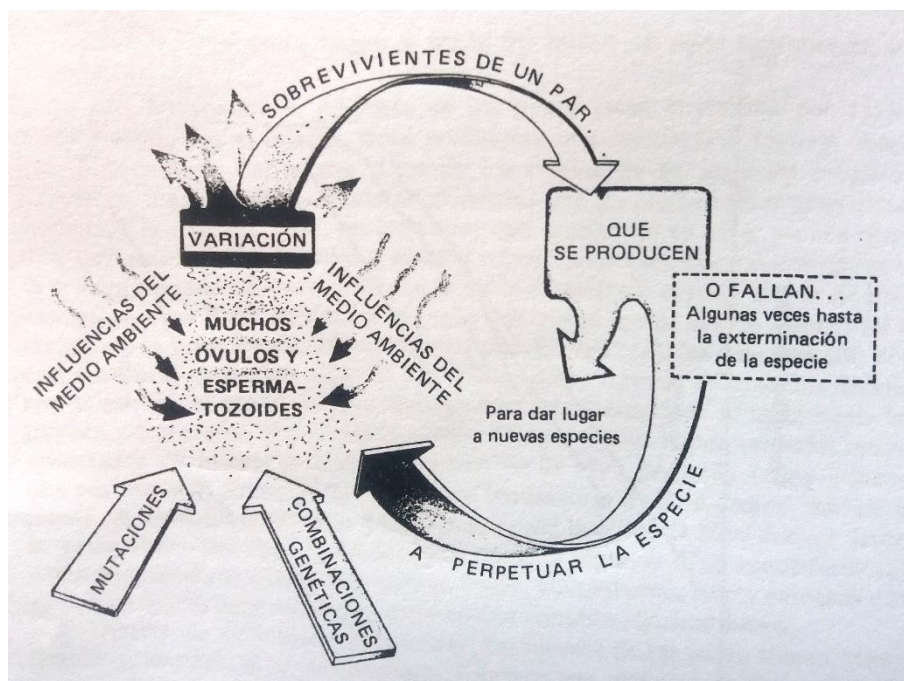 SOBREVIVIENTES DE UN PAR
VARIACIÓN
QUE
SE PRODUCEN
O FALLAN...
Algunas veces hasta
la exterminación
de la especie
INFLUENCIAS DEL
MEDIO AMBIENTE
INFLUENCIAS DEL
MEDIO AMBIENTE
MUCHOS
ÓVULOS Y
ESPERMA-
TOZOIDES
Para dar lugar
a nuevas especies
A PERPETUAR LA ESPECIE
MUTACIONES
COMBINACIONES
GENÉTICAS